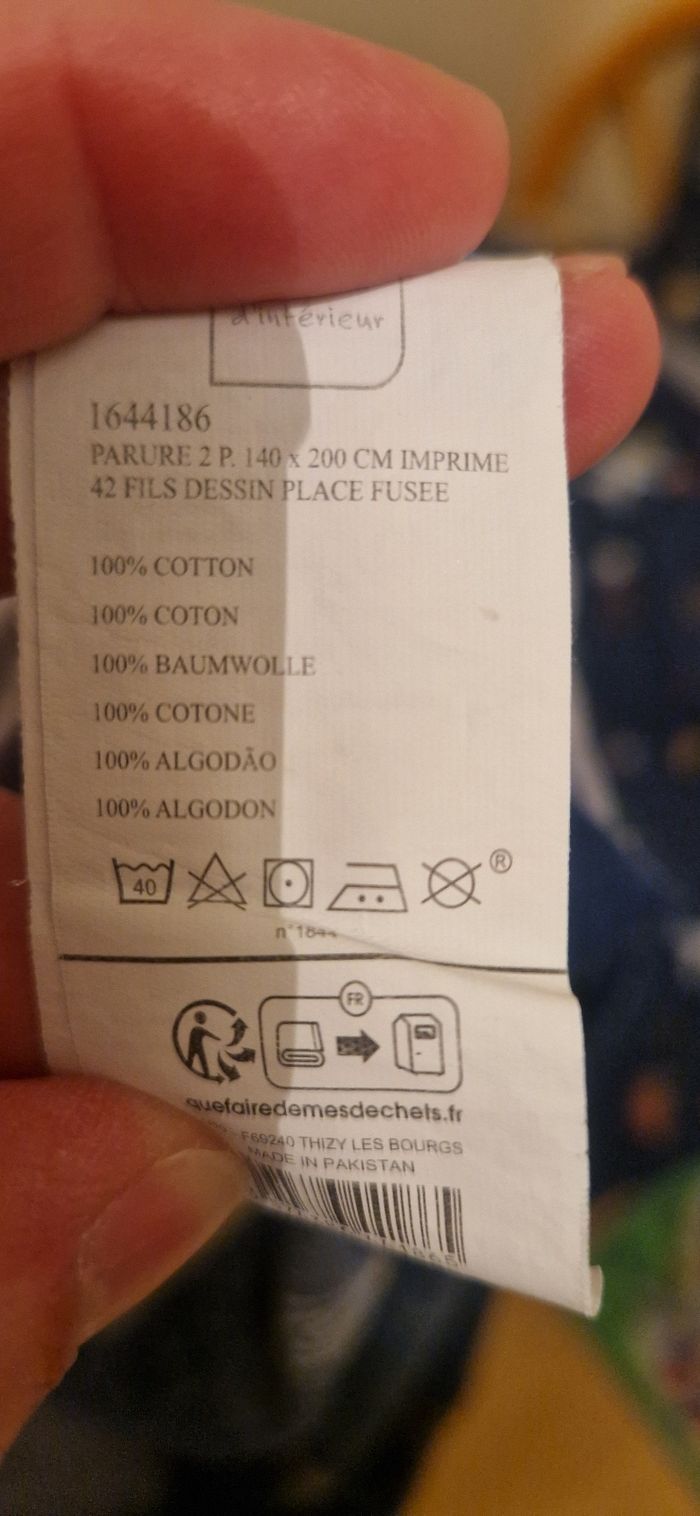 d'intérieur
1644186
PARURE 2 P. 140 x 200 CM IMPRIME
42 FILS DESSIN PLACE FUSEE
100% COTTON
100% COTON
100% BAUMWOLLE
100% COTONE
100% ALGODÃO
100% ALGODON
40
®
FR
quefairedemesdechets.fr
F69240 THIZY LES BOURGS
MADE IN PAKISTAN